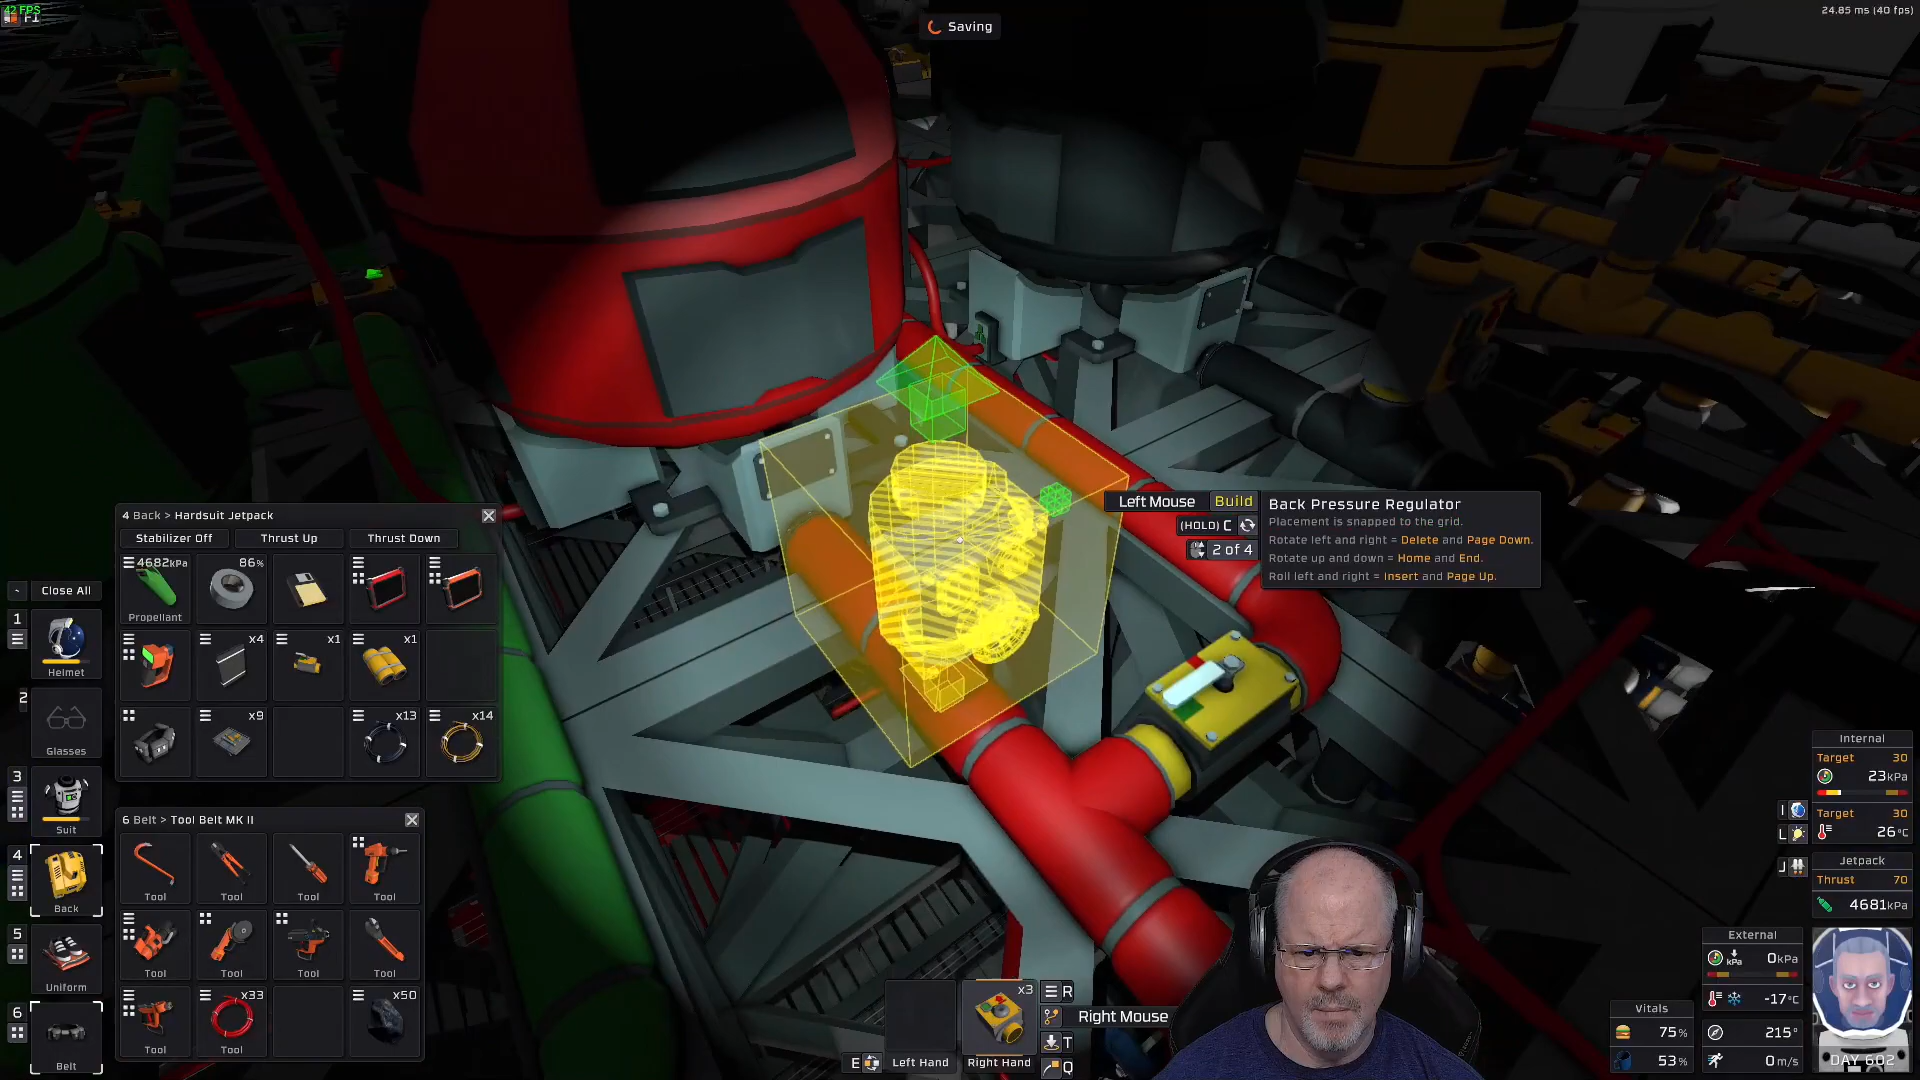 42 FPS
F1
24.85 ms (40 fps)
Saving
Left Mouse Build
(HOLD) C
2 of 4
Back Pressure Regulator
Placement is snapped to the grid.
Rotate left and right = Delete and Page Down.
Rotate up and down = Home and End.
Roll left and right = Insert and Page Up.
4 Back > Hardsuit Jetpack
Stabilizer Off
Thrust Up
Thrust Down
4682kPa
Propellant
86%
x4
x1
x1
x9
x13
x14
~
Close All
1
Helmet
2
Glasses
3
Suit
4
Back
5
Uniform
6
Belt
6 Belt > Tool Belt MK II
Tool
Tool
Tool
Tool
Tool
Tool
Tool
Tool
Tool
x33
Tool
x50
E
Left Hand
x3
Right Hand
R
Right Mouse
T
Q
Internal
Target 30
23kPa
Target 30
26°C
I
L
J
Jetpack
Thrust 70
4681kPa
External
kPa
0kPa
-17°C
215°
0m/s
Vitals
75%
53%
DAY 602